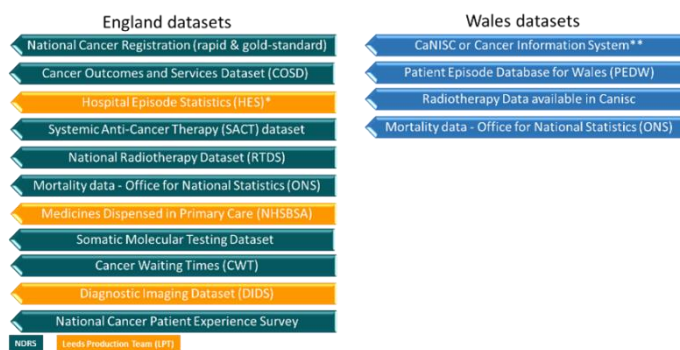 England datasets
National Cancer Registration (rapid & gold-standard)
Cancer Outcomes and Services Dataset (COSD)
Hospital Episode Statistics (HES)*
Systemic Anti-Cancer Therapy (SACT) dataset
National Radiotherapy Dataset (RTDS)
Mortality data - Office for National Statistics (ONS)
Medicines Dispensed in Primary Care (NHSBSA)
Somatic Molecular Testing Dataset
Cancer Waiting Times (CWT)
Diagnostic Imaging Dataset (DIDS)
National Cancer Patient Experience Survey
NDRS
Leeds Production Team (LPT)
Wales datasets
CaNISC or Cancer Information System**
Patient Episode Database for Wales (PEDW)
Radiotherapy Data available in Canisc
Mortality data - Office for National Statistics (ONS)